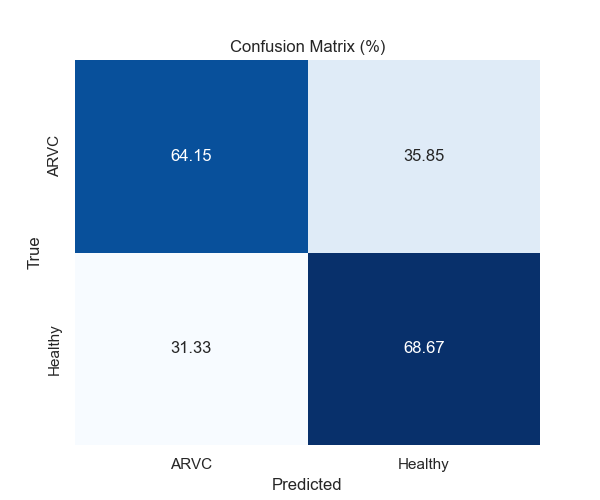 Confusion Matrix (%)
True
ARVC
64.15
35.85
Healthy
31.33
68.67
ARVC
Healthy
Predicted